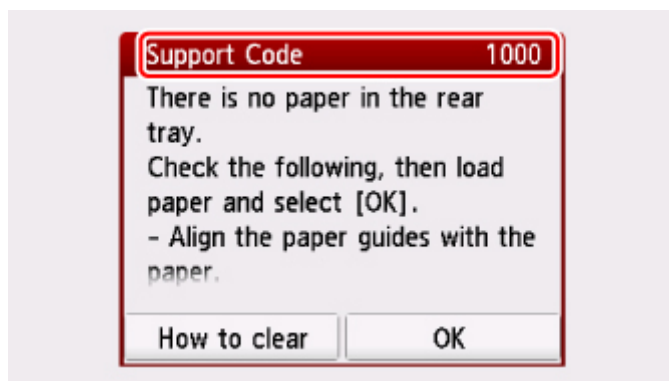 Support Code 1000
There is no paper in the rear
tray.
Check the following, then load
paper and select [OK].
- Align the paper guides with the
paper.
How to clear OK